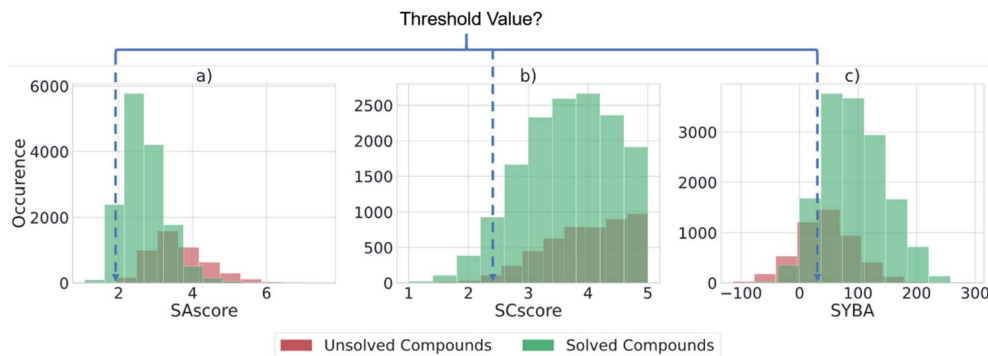 Threshold Value?
a)
b)
c)
Occurence
6000
4000
2000
0
2 4 6
SAscore
2500
2000
1500
1000
500
0
1 2 3 4 5
SCscore
3000
2000
1000
0
-100 0 100 200 300
SYBA
Unsolved Compounds
Solved Compounds